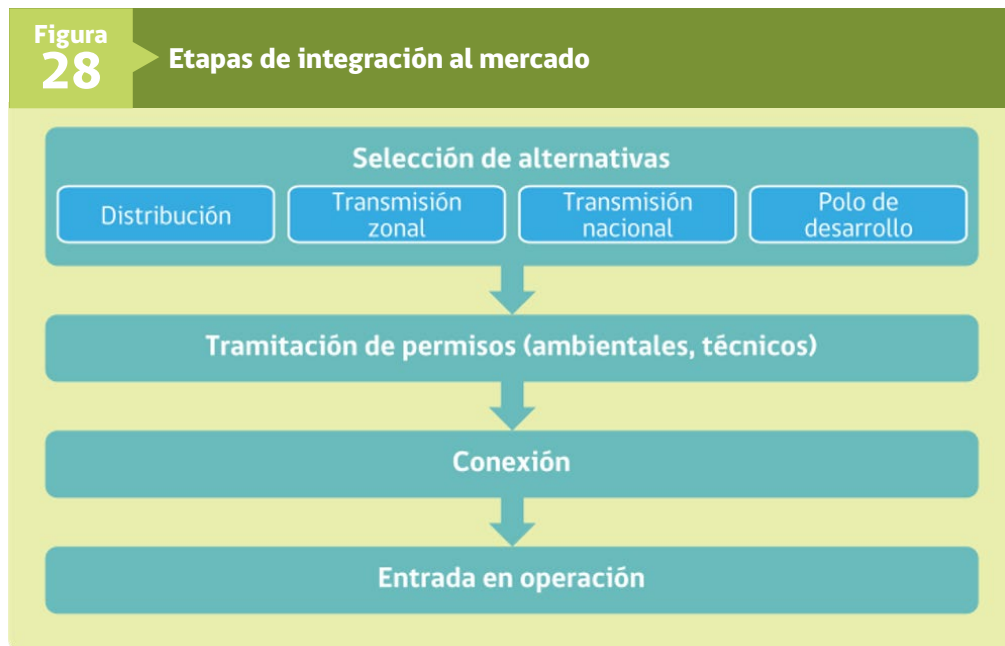 Figura
28
Etapas de integración al mercado
Selección de alternativas
Distribución
Transmisión
zonal
Transmisión
nacional
Polo de
desarrollo
Tramitación de permisos (ambientales, técnicos)
Conexión
Entrada en operación